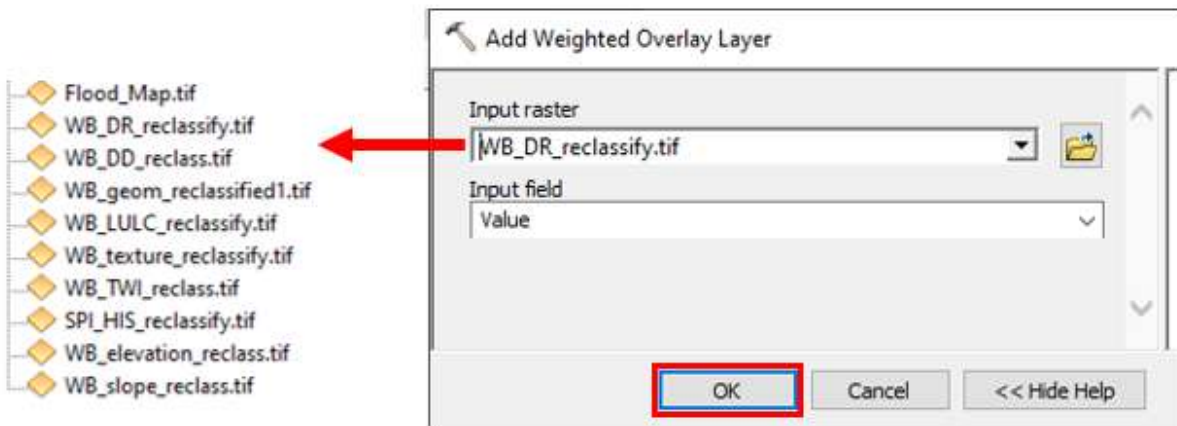 Flood_Map.tif
WB_DR_reclassify.tif
WB_DD_reclass.tif
WB_geom_reclassified1.tif
WB_LULC_reclassify.tif
WB_texture_reclassify.tif
WB_TWI_reclass.tif
SPI_HIS_reclassify.tif
WB_elevation_reclass.tif
WB_slope_reclass.tif
Add Weighted Overlay Layer
Input raster
WB_DR_reclassify.tif
Input field
Value
OK
Cancel
<< Hide Help